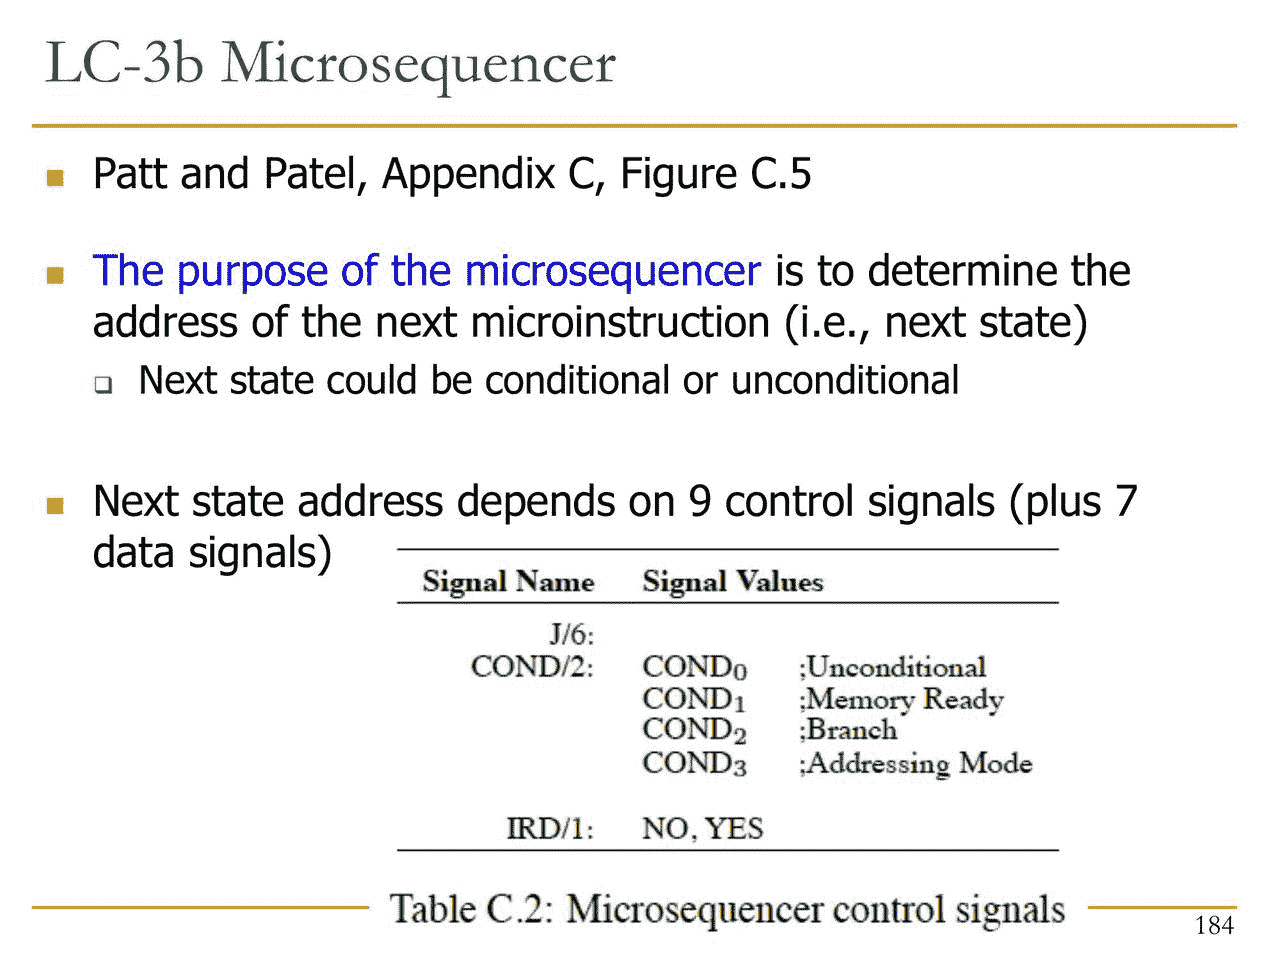 LC-3b Microsequencer
Patt and Patel, Appendix C, Figure C.5
The purpose of the microsequencer is to determine the
address of the next microinstruction (i.e., next state)
Next state could be conditional or unconditional
Next state address depends on 9 control signals (plus 7
data signals)
Signal Name Signal Values
J/6:
COND/2: COND0 ;Unconditional
COND1 ;Memory Ready
COND2 ;Branch
COND3 ;Addressing Mode
IRD/1: NO, YES
Table C.2: Microsequencer control signals
184